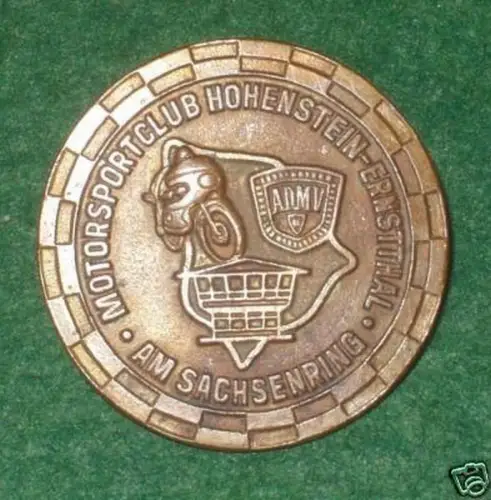 · MOTORSPORTCLUB HOHENSTEIN-ERNSTTHAL ·
AM SACHSENRING
ADMV